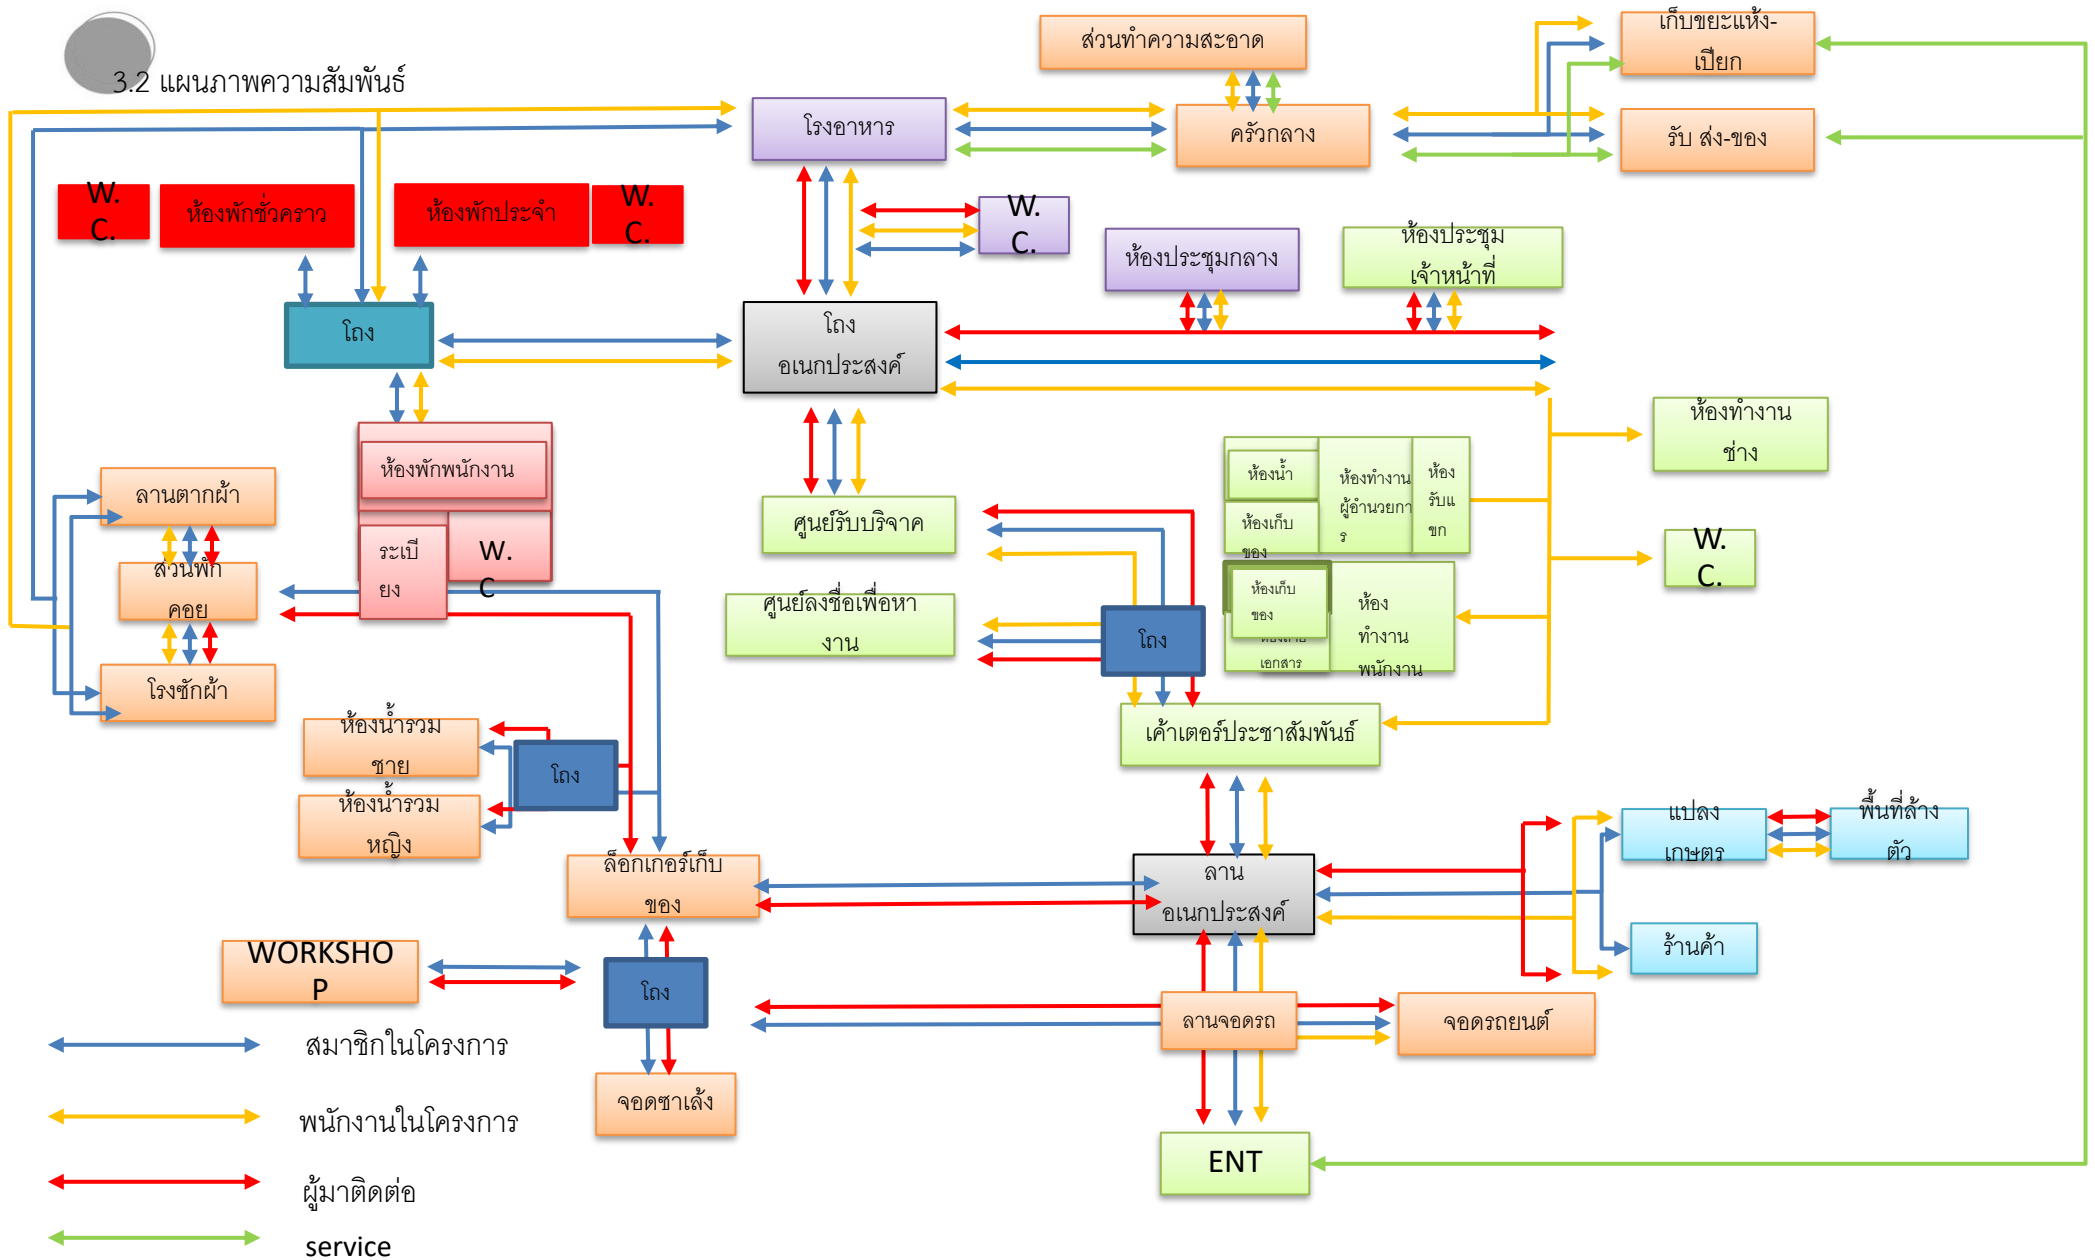 3.2 แผนภาพความสัมพันธ์
ส่วนทำความสะอาด
เก็บขยะแห้ง-
เปียก
โรงอาหาร
ครัวกลาง
รับ ส่ง-ของ
W.
C.
ห้องพักชั่วคราว
ห้องพักประจำ
W.
C.
W.
C.
ห้องประชุมกลาง
ห้องประชุม
เจ้าหน้าที่
โถง
โถง
อเนกประสงค์
ห้องทำงาน
ช่าง
ห้องพักพนักงาน
ระเบี
ยง
W.
C
ลานตากผ้า
ส่วนพัก
คอย
โรงซักผ้า
ศูนย์รับบริจาค
ศูนย์ลงชื่อเพื่อหา
งาน
โถง
ห้องน้ำ
ห้องเก็บ
ของ
ห้องทำงาน
ผู้อำนวยกา
ร
ห้อง
รับแ
ขก
W.
C.
ห้องเก็บ
ของ
เอกสาร
ห้อง
ทำงาน
พนักงาน
เค้าเตอร์ประชาสัมพันธ์
ห้องน้ำรวม
ชาย
โถง
ห้องน้ำรวม
หญิง
ล็อกเกอร์เก็บ
ของ
ลาน
อเนกประสงค์
แปลง
เกษตร
พื้นที่ล้าง
ตัว
ร้านค้า
WORKSHO
P
โถง
ลานจอดรถ
จอดรถยนต์
จอดซาเล้ง
ENT
สมาชิกในโครงการ
พนักงานในโครงการ
ผู้มาติดต่อ
service